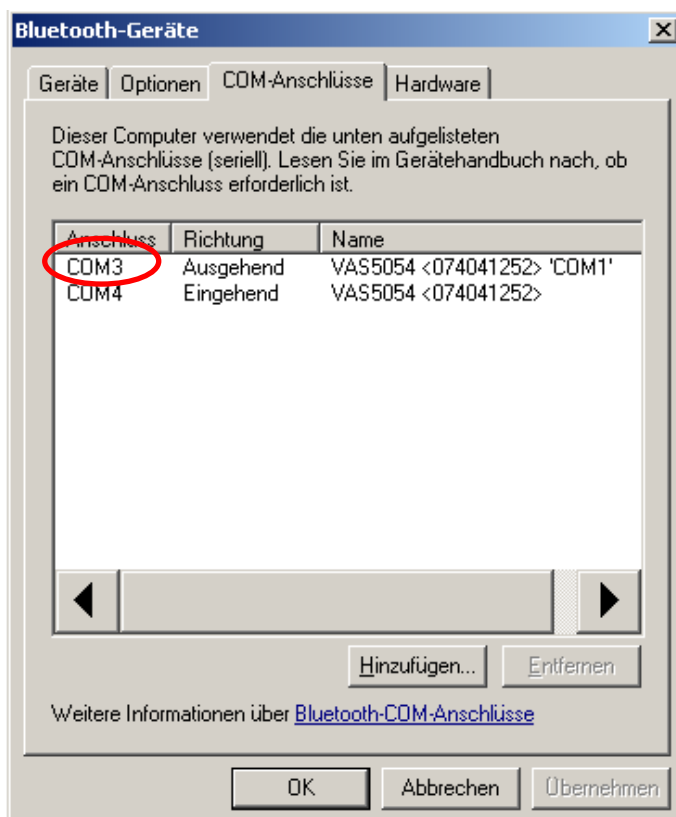 Bluetooth-Geräte
Geräte Optionen COM-Anschlüsse Hardware
Dieser Computer verwendet die unten aufgelisteten
COM-Anschlüsse (seriell). Lesen Sie im Gerätehandbuch nach, ob
ein COM-Anschluss erforderlich ist.
Anschluss Richtung Name
COM3 Ausgehend VAS5054 <074041252> 'COM1'
COM4 Eingehend VAS5054 <074041252>
Hinzufügen... Entfernen
Weitere Informationen über Bluetooth-COM-Anschlüsse
OK Abbrechen Übernehmen